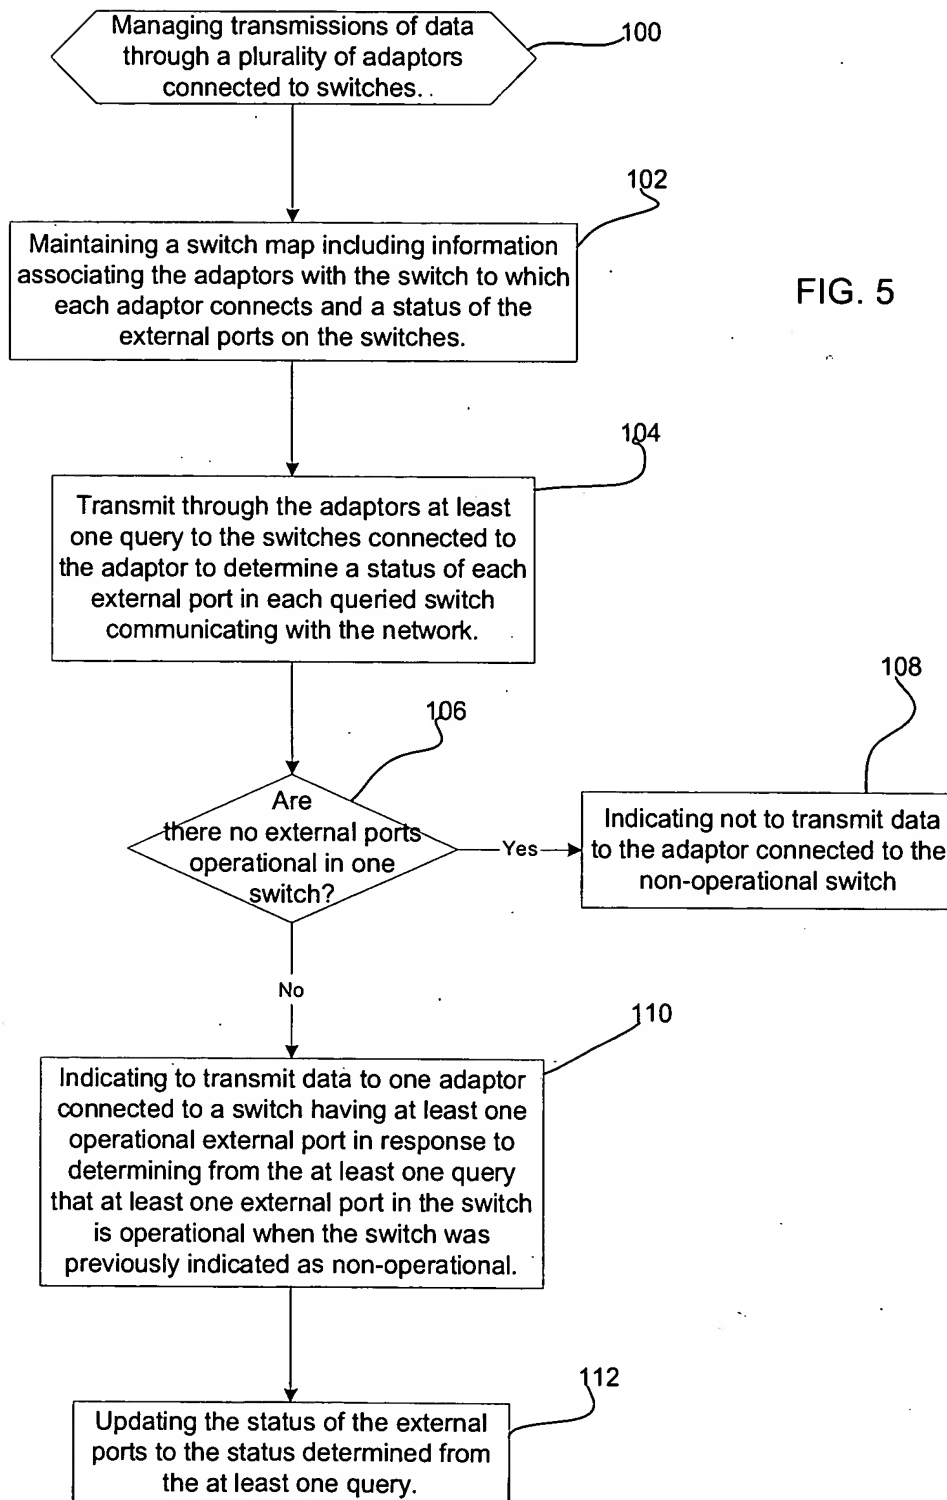 Managing transmissions of data
through a plurality of adaptors
connected to switches..
100
102
Maintaining a switch map including information
associating the adaptors with the switch to which
each adaptor connects and a status of the
external ports on the switches.
FIG. 5
104
Transmit through the adaptors at least
one query to the switches connected to
the adaptor to determine a status of each
external port in each queried switch
communicating with the network.
106
108
Are
there no external ports
operational in one
switch?
Yes
Indicating not to transmit data
to the adaptor connected to the
non-operational switch
No
110
Indicating to transmit data to one adaptor
connected to a switch having at least one
operational external port in response to
determining from the at least one query
that at least one external port in the switch
is operational when the switch was
previously indicated as non-operational.
112
Updating the status of the external
ports to the status determined from
the at least one query.